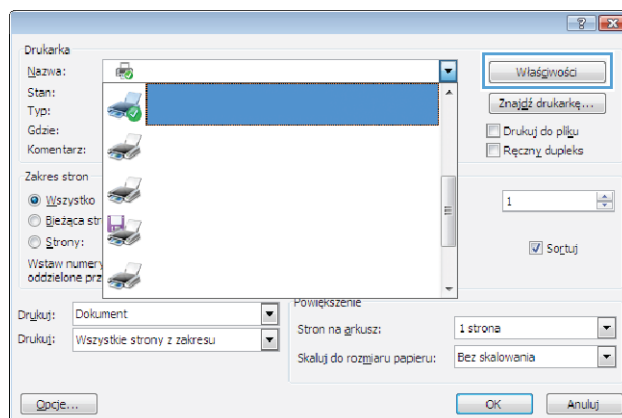 Drukarka
Nazwa:
Właściwości
Stan:
Typ:
Znajdź drukarkę...
Gdzie:
Drukuj do pliku
Komentarz:
Ręczny dupleks
Zakres stron
Wszystko
1
Bieżąca str
Strony:
Sortuj
Wstaw numery
oddzielone prz
Powiększenie
Drukuj: Dokument
Stron na arkusz: 1 strona
Drukuj: Wszystkie strony z zakresu
Skaluj do rozmiaru papieru: Bez skalowania
Opcje...
OK
Anuluj